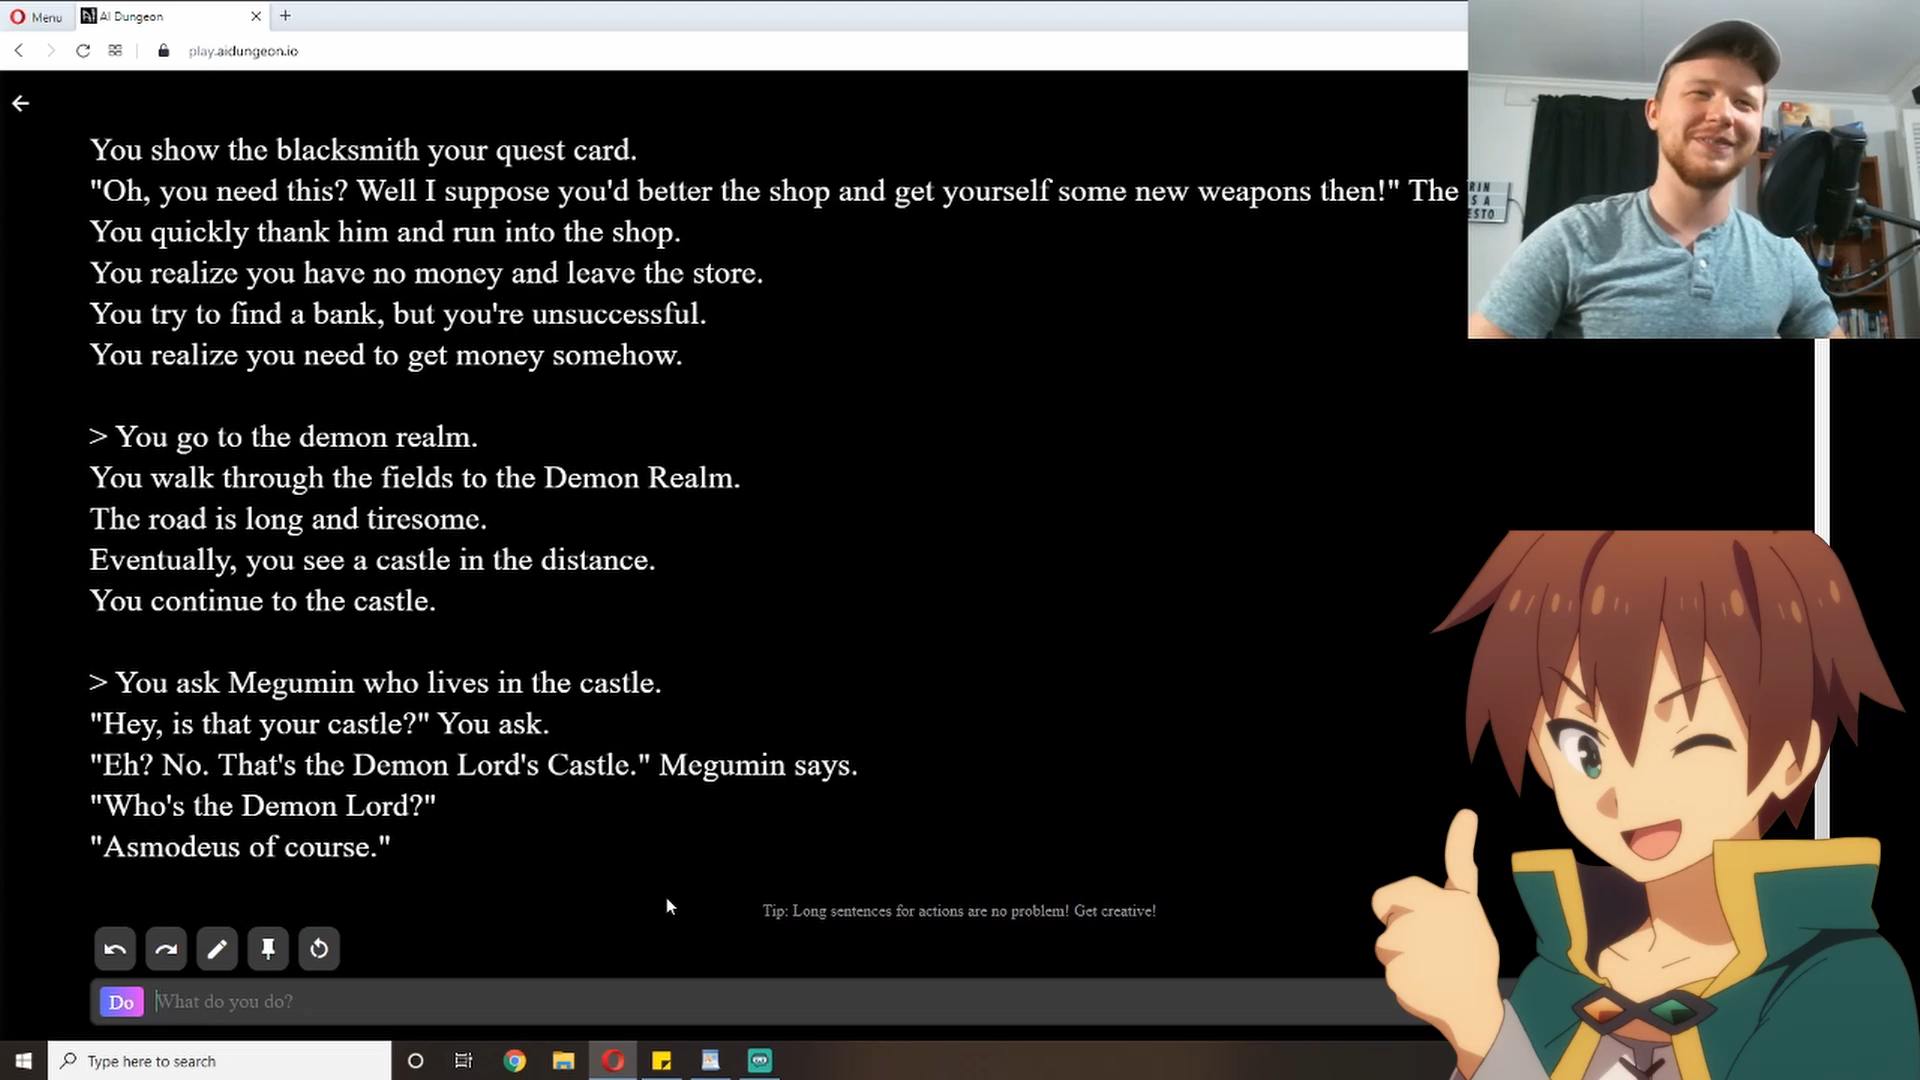 Menu
AI Dungeon
play.aidungeon.io
You show the blacksmith your quest card.
"Oh, you need this? Well I suppose you'd better the shop and get yourself some new weapons then!" The
You quickly thank him and run into the shop.
You realize you have no money and leave the store.
You try to find a bank, but you're unsuccessful.
You realize you need to get money somehow.
> You go to the demon realm.
You walk through the fields to the Demon Realm.
The road is long and tiresome.
Eventually, you see a castle in the distance.
You continue to the castle.
> You ask Megumin who lives in the castle.
"Hey, is that your castle?" You ask.
"Eh? No. That's the Demon Lord's Castle." Megumin says.
"Who's the Demon Lord?"
"Asmodeus of course."
Tip: Long sentences for actions are no problem! Get creative!
Do
What do you do?
Type here to search
RIN
S A
ESTO